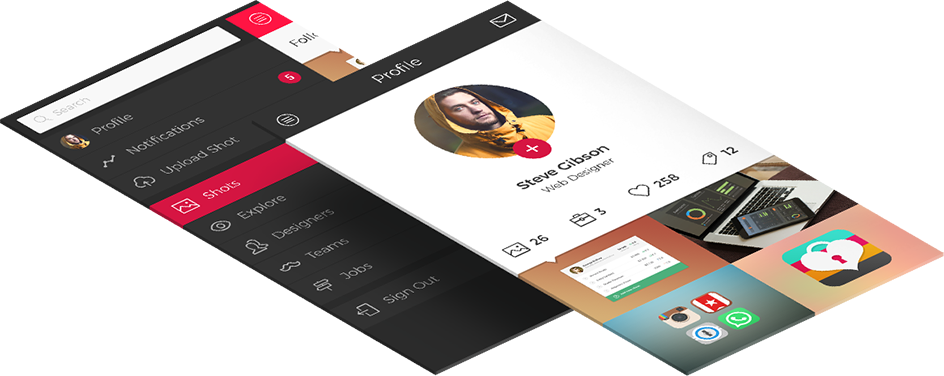 Search
Profile
Notifications
5
Upload Shot
Shots
Explore
Designers
Teams
Jobs
Sign Out
Profile
Steve Gibson
Web Designer
26
3
258
12